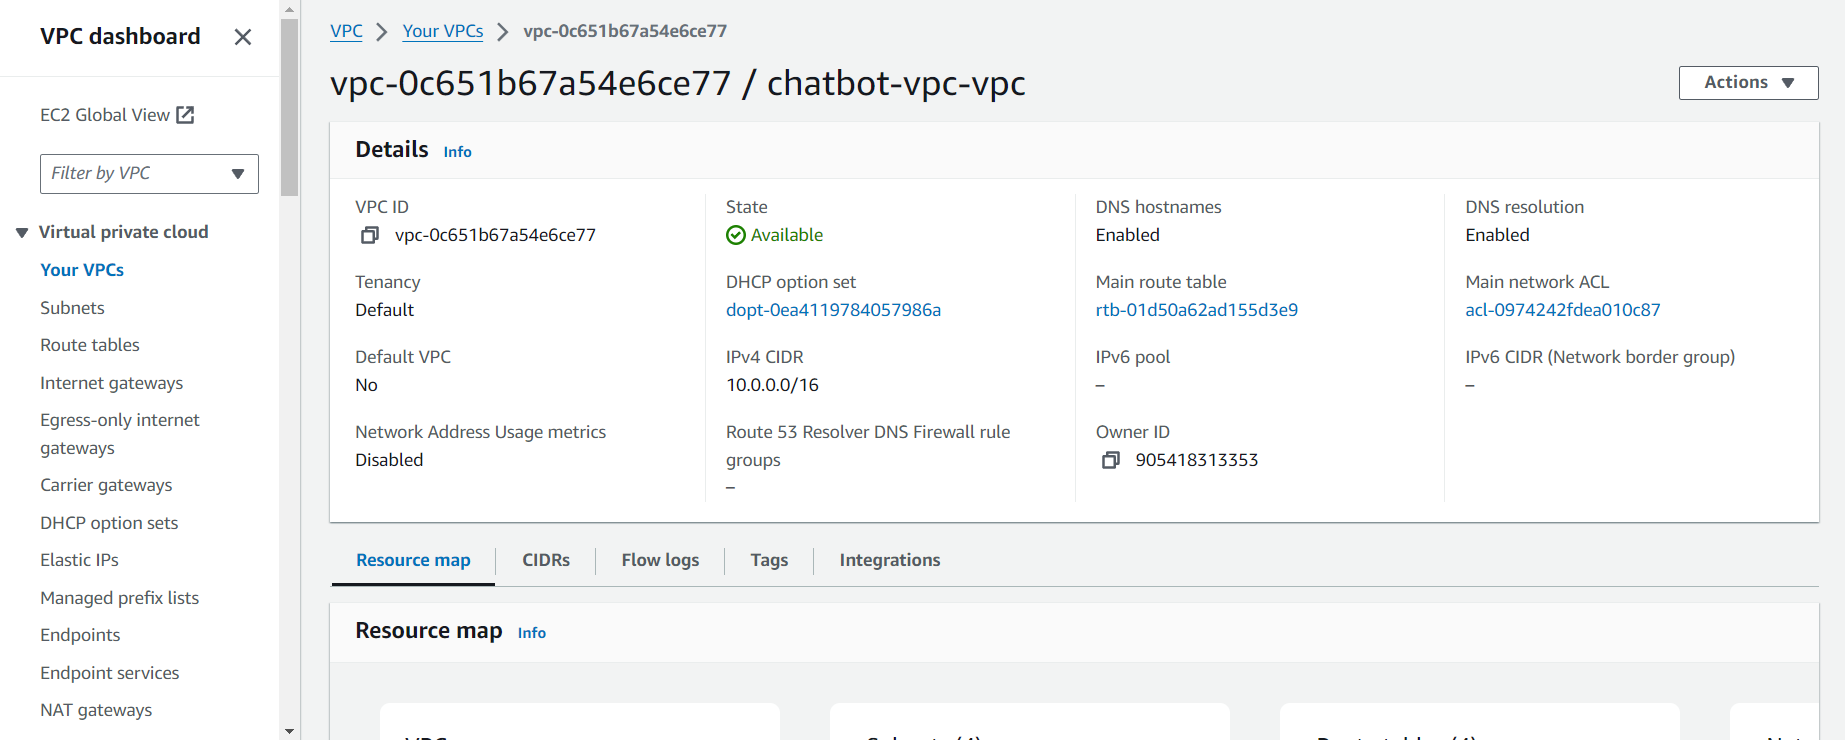 VPC dashboard
EC2 Global View
Filter by VPC
Virtual private cloud
Your VPCs
Subnets
Route tables
Internet gateways
Egress-only internet
gateways
Carrier gateways
DHCP option sets
Elastic IPs
Managed prefix lists
Endpoints
Endpoint services
NAT gateways
VPC > Your VPCs > vpc-0c651b67a54e6ce77
vpc-0c651b67a54e6ce77 / chatbot-vpc-vpc
Actions
Details Info
VPC ID
vpc-0c651b67a54e6ce77
State
Available
DNS hostnames
Enabled
DNS resolution
Enabled
Tenancy
Default
DHCP option set
dopt-0ea4119784057986a
Main route table
rtb-01d50a62ad155d3e9
Main network ACL
acl-0974242fdea010c87
Default VPC
No
IPv4 CIDR
10.0.0.0/16
IPv6 pool
–
IPv6 CIDR (Network border group)
–
Network Address Usage metrics
Disabled
Route 53 Resolver DNS Firewall rule
groups
–
Owner ID
905418313353
Resource map
CIDRs
Flow logs
Tags
Integrations
Resource map Info
VPC
Subnets (4)
Route tables (4)